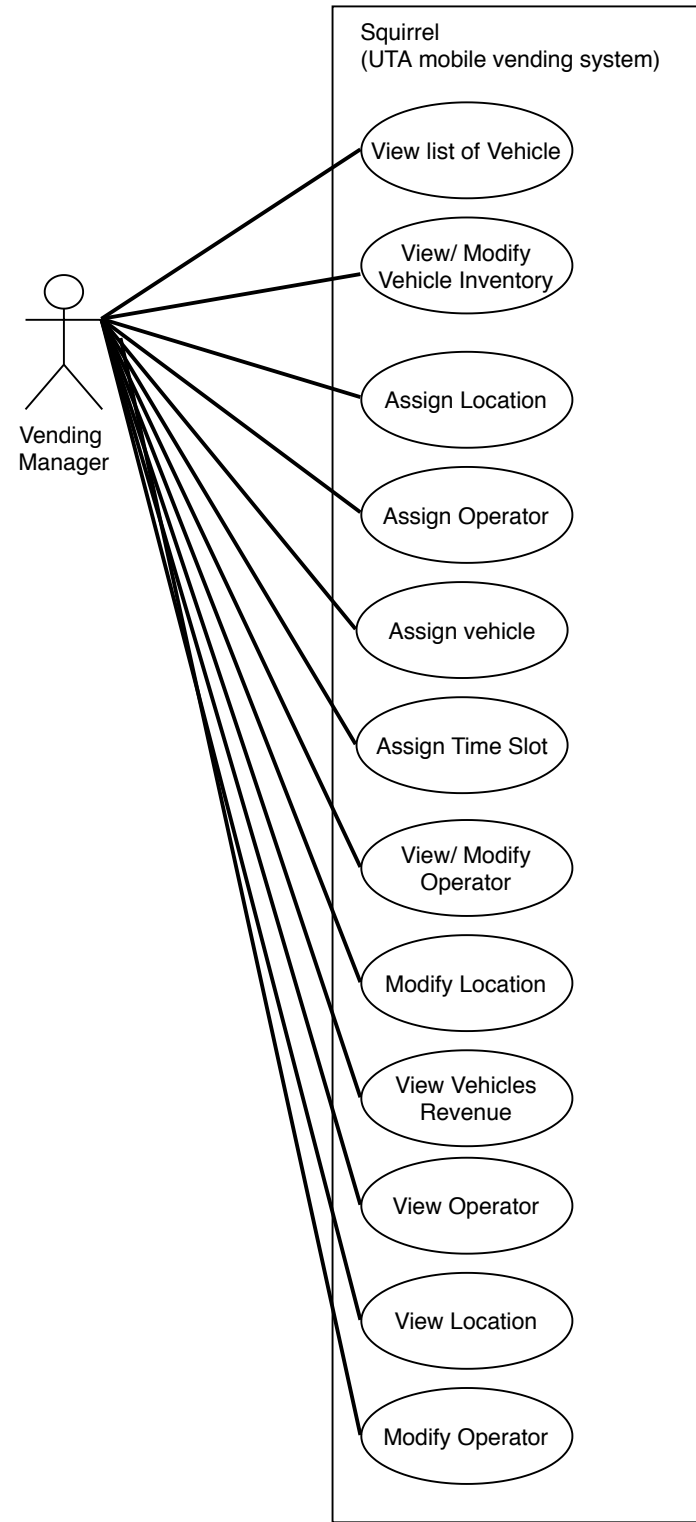 Squirrel
(UTA mobile vending system)
View list of Vehicle
View/ Modify
Vehicle Inventory
Vending
Manager
Assign Location
Assign Operator
Assign vehicle
Assign Time Slot
View/ Modify
Operator
Modify Location
View Vehicles
Revenue
View Operator
View Location
Modify Operator